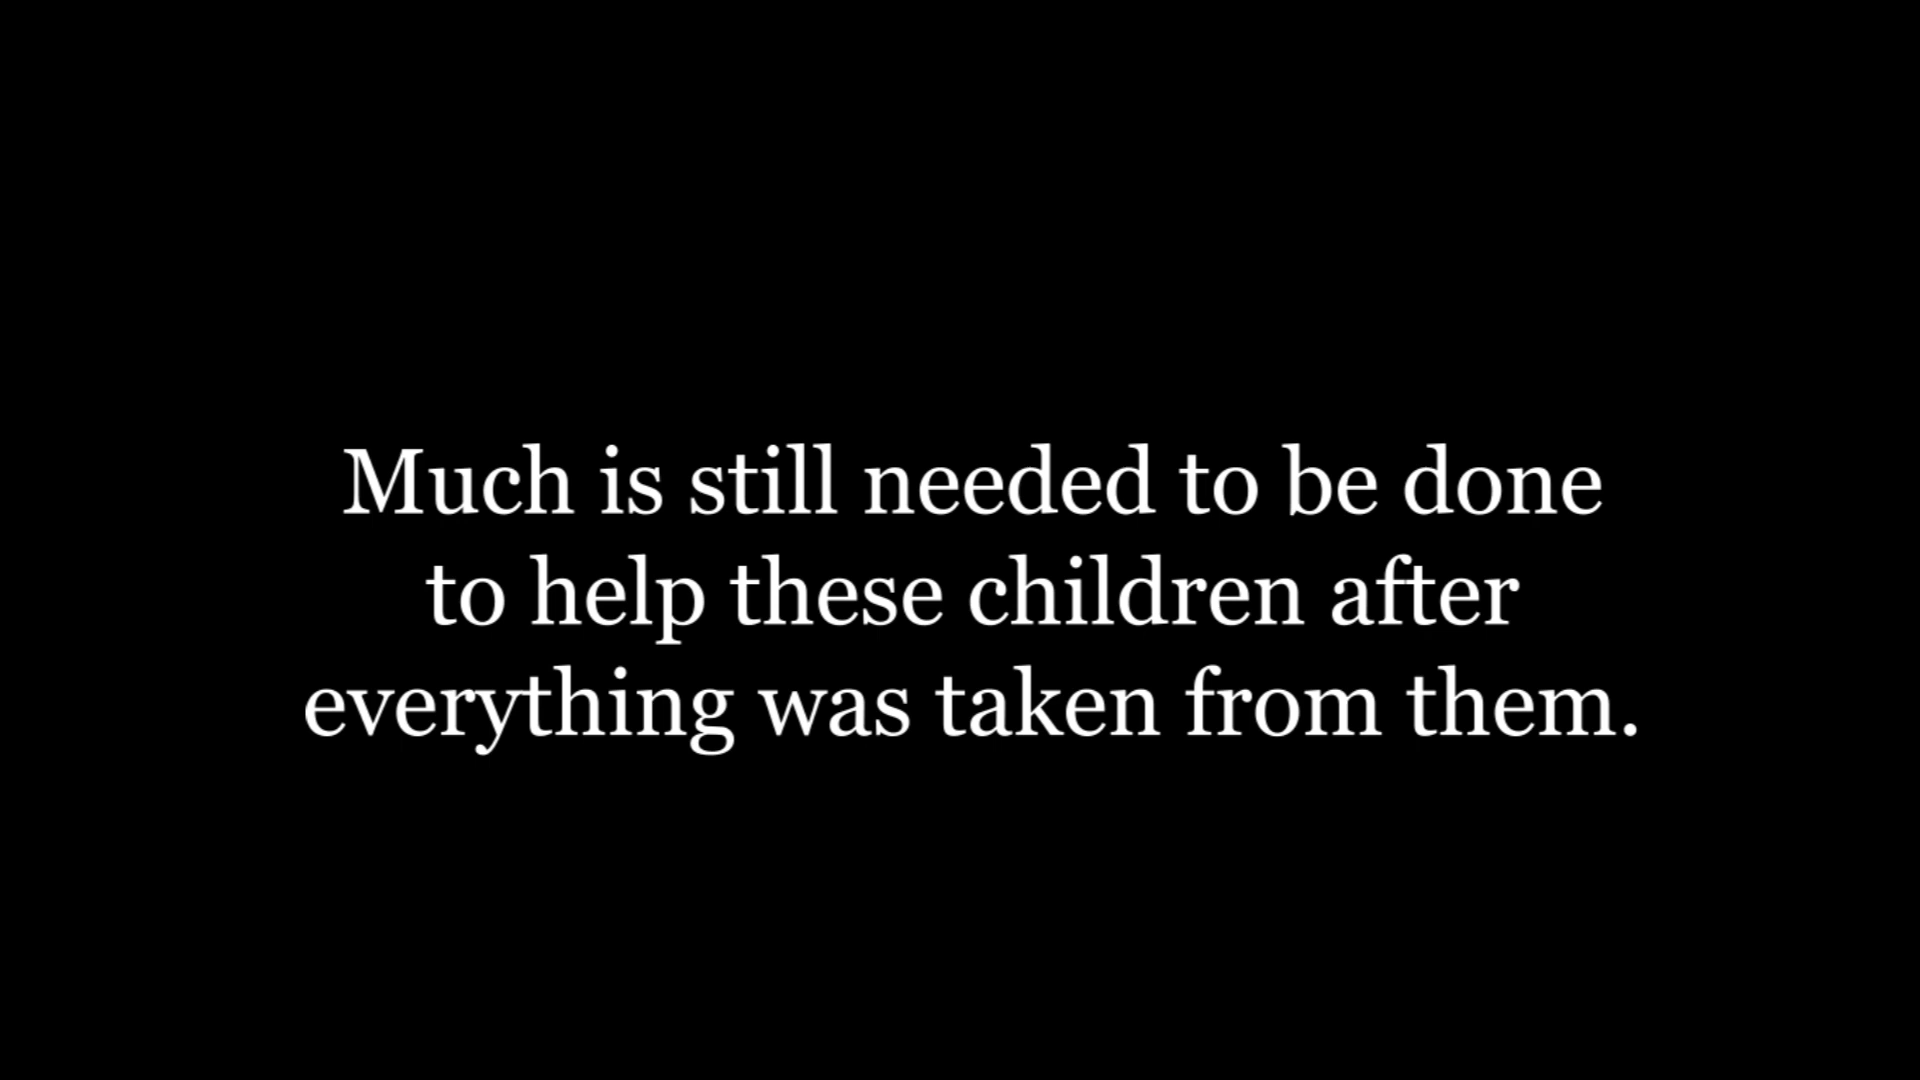 Much is still needed to be done
to help these children after
everything was taken from them.